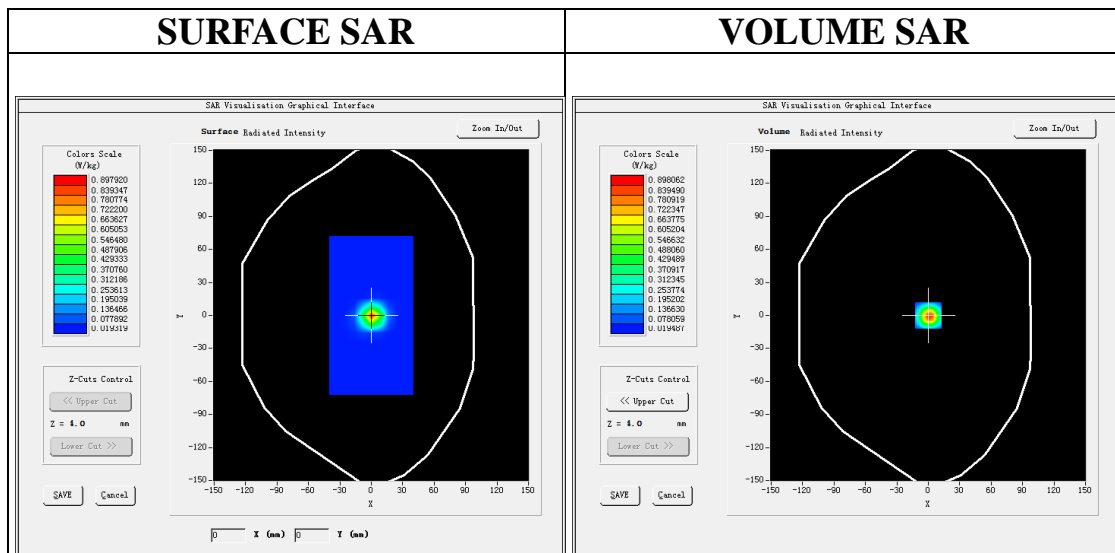 SURFACE SAR
VOLUME SAR
SAR Visualisation Graphical Interface
Surface Radiated Intensity
Zoom In/Out
Colors Scale
(W/kg)
0.897920
0.839347
0.780774
0.722200
0.663627
0.605053
0.546480
0.487906
0.429333
0.370760
0.312186
0.253613
0.195039
0.136466
0.077892
0.019319
Z-Cuts Control
<< Upper Cut
Z = 4.0 mm
Lower Cut >>
SAVE
Cancel
150
120
90
60
30
0
-30
-60
-90
-120
-150
Y
-150 -120 -90 -60 -30 0 30 60 90 120 150
X
0 X (mm) 0 Y (mm)
SAR Visualisation Graphical Interface
Volume Radiated Intensity
Zoom In/Out
Colors Scale
(W/kg)
0.898062
0.839490
0.780919
0.722347
0.663775
0.605204
0.546632
0.488060
0.429489
0.370917
0.312345
0.253774
0.195202
0.136630
0.078059
0.019487
Z-Cuts Control
<< Upper Cut
Z = 4.0 mm
Lower Cut >>
SAVE
Cancel
150
120
90
60
30
0
-30
-60
-90
-120
-150
Y
-150 -120 -90 -60 -30 0 30 60 90 120 150
X